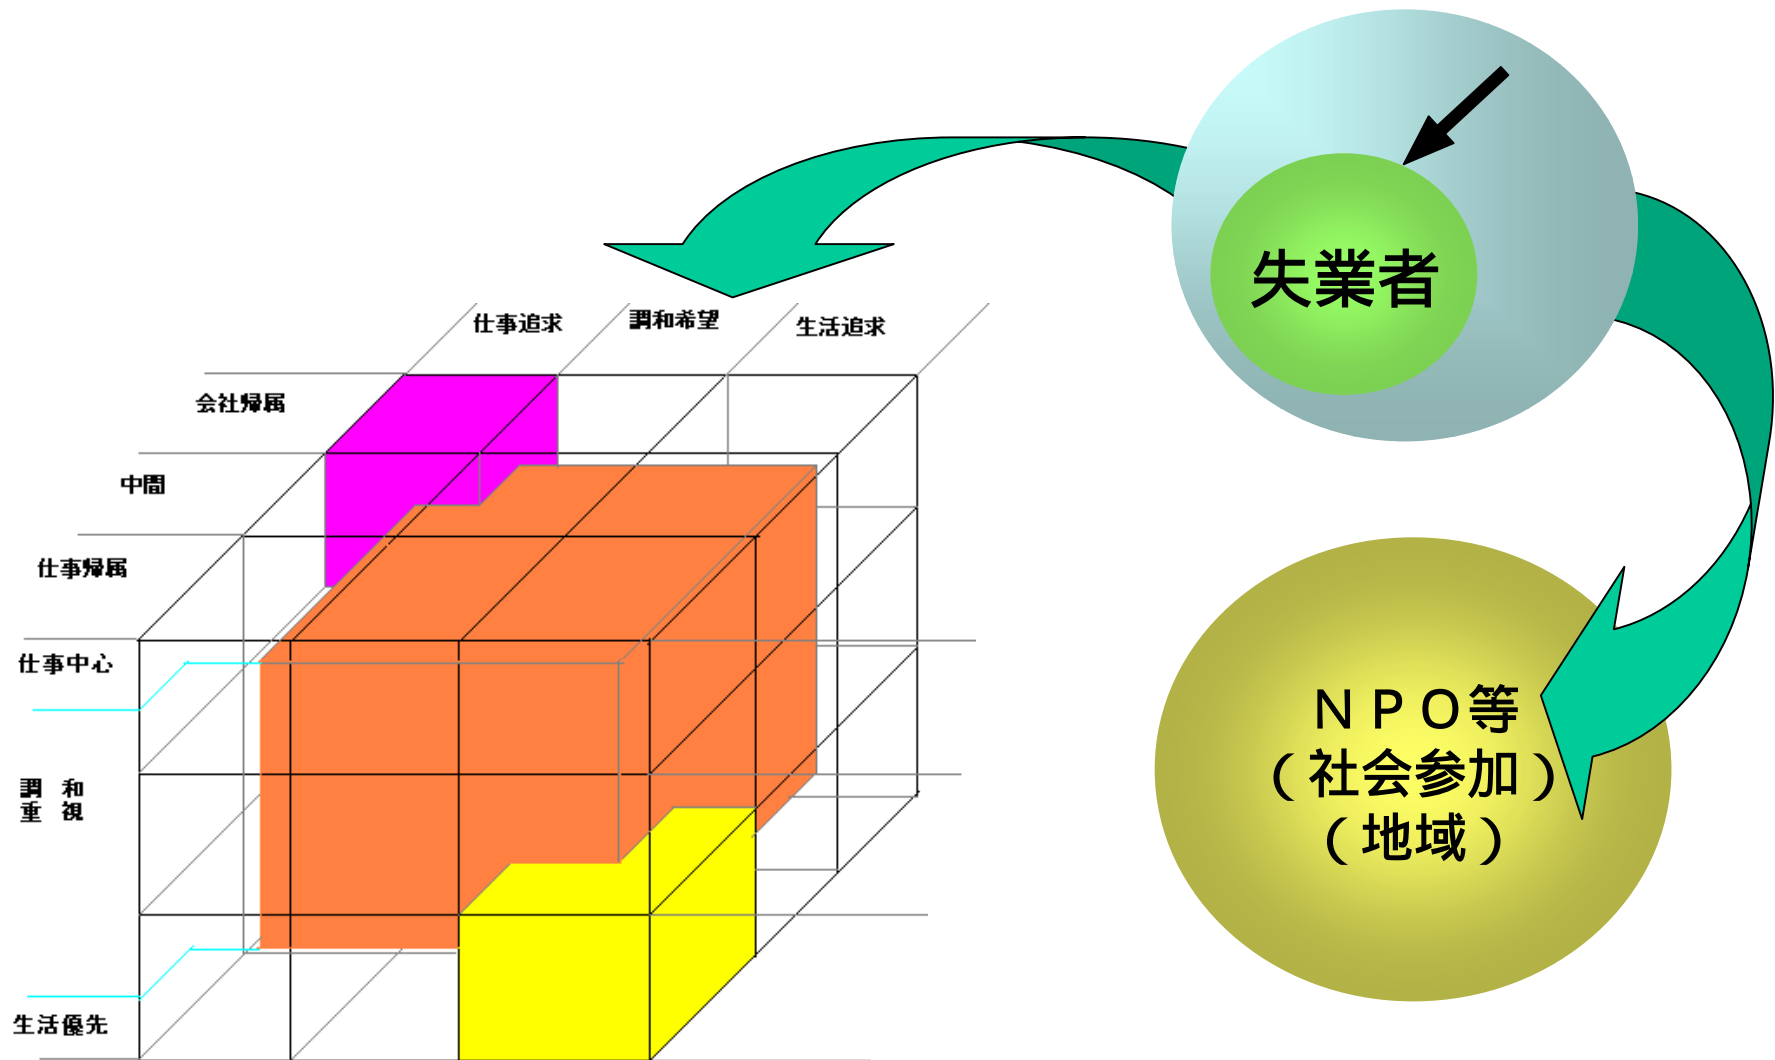 失業者
仕事追求
調和希望
生活追求
会社帰属
中間
仕事帰属
仕事中心
調 和
重 視
生活優先
NPO等
(社会参加)
(地域)